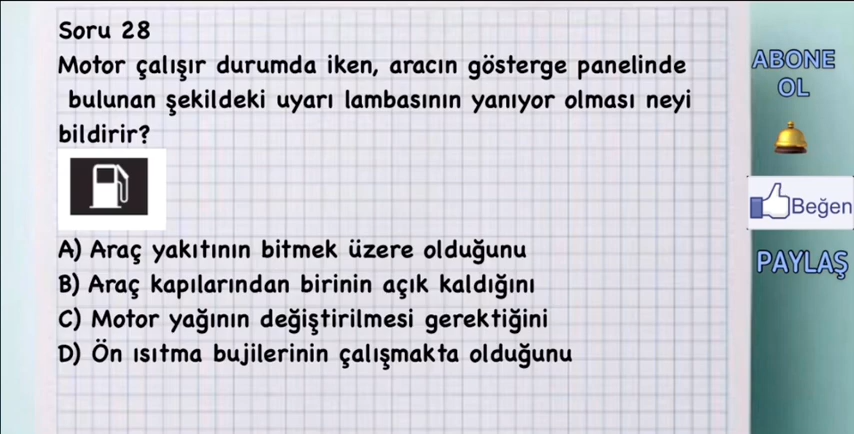 Soru 28
Motor çalışır durumda iken, aracın gösterge panelinde
bulunan şekildeki uyarı lambasının yanıyor olması neyi
bildirir?
A) Araç yakıtının bitmek üzere olduğunu
B) Araç kapılarından birinin açık kaldığını
C) Motor yağının değiştirilmesi gerektiğini
D) Ön ısıtma bujilerinin çalışmakta olduğunu
ABONE
OL
Beğen
PAYLAŞ